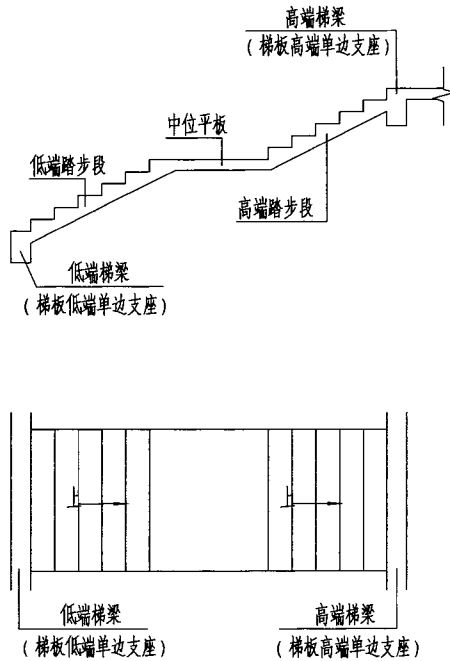 高端梯梁
（梯板高端单边支座）
中位平板
低端踏步段
高端踏步段
低端梯梁
（梯板低端单边支座）
上
上
低端梯梁
（梯板低端单边支座）
高端梯梁
（梯板高端单边支座）